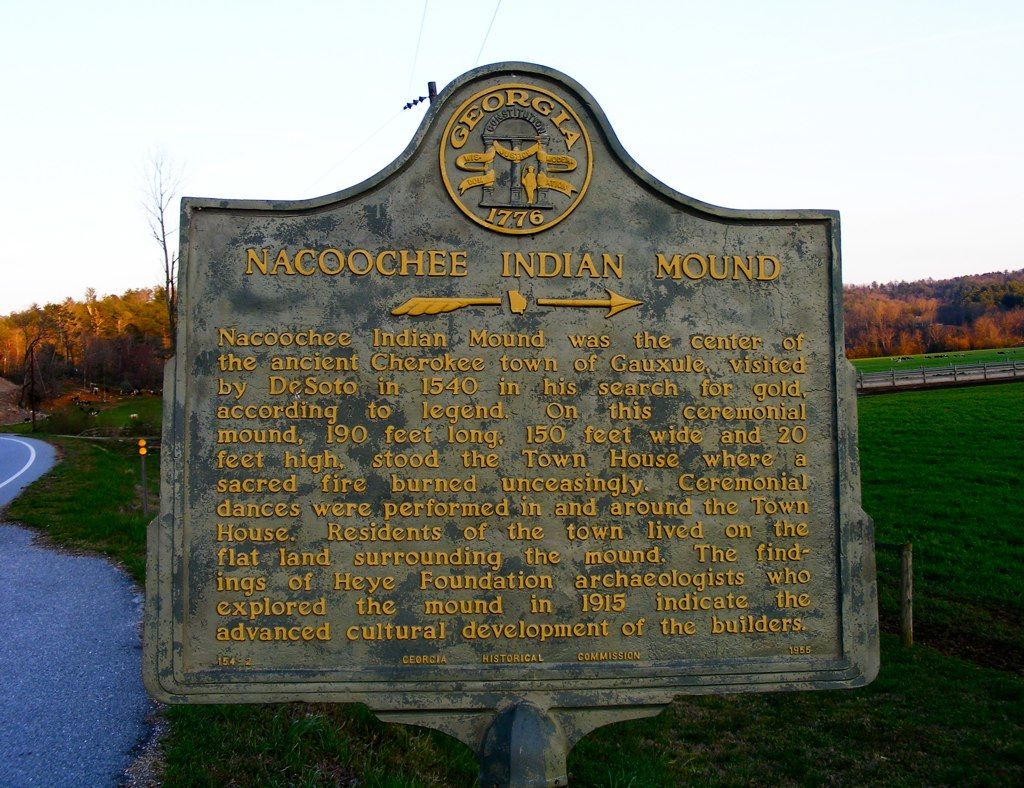 GEORGIA
CONSTITUTION
WIS JUSTICE MODER
DOM ATION
1776
NACOOCHEE INDIAN MOUND
Nacoochee Indian Mound was the center of
the ancient Cherokee town of Gauxule, visited
by DeSoto in 1540 in his search for gold,
according to legend. On this ceremonial
mound, 190 feet long, 150 feet wide and 20
feet high, stood the Town House where a
sacred fire burned unceasingly. Ceremonial
dances were performed in and around the Town
House. Residents of the town lived on the
flat land surrounding the mound. The find-
ings of Heye Foundation archaeologists who
explored the mound in 1915 indicate the
advanced cultural development of the builders.
154-2 GEORGIA HISTORICAL COMMISSION 1955